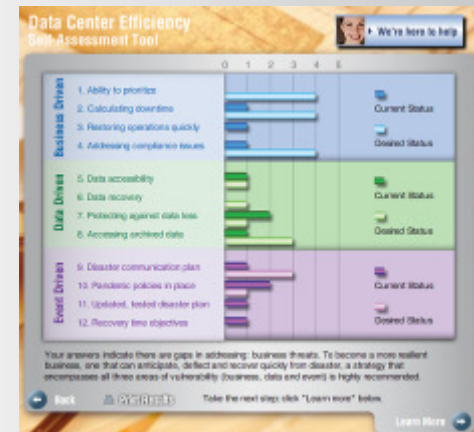 Data Center Efficiency
Self-Assessment Tool
We're here to help
0 1 2 3 4 5
Business Driven
1. Ability to prioritize
2. Calculating downtime
3. Restoring operations quickly
4. Addressing compliance issues
Current Status
Desired Status
Data Driven
5. Data accessibility
6. Data recovery
7. Protecting against data loss
8. Accessing archived data
Current Status
Desired Status
Event Driven
9. Disaster communication plan
10. Pandemic policies in place
11. Updated, tested disaster plan
12. Recovery time objectives
Current Status
Desired Status
Your answers indicate there are gaps in addressing: business threats. To become a more resilient
business, one that can anticipate, deflect and recover quickly from disaster, a strategy that
encompasses all three areas of vulnerability (business, data and event) is highly recommended.
Back
Print Results
Take the next step: click "Learn more" below.
Learn More